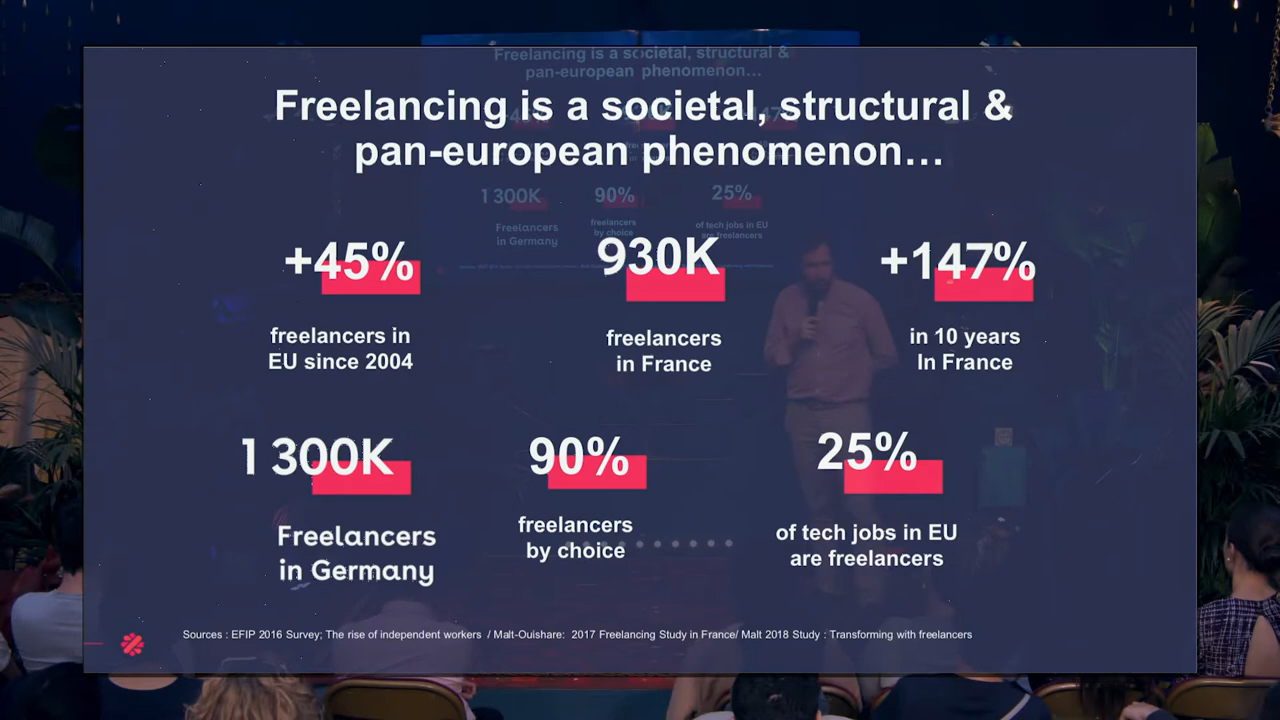 Freelancing is a societal, structural &
pan-european phenomenon…
+45%
freelancers in
EU since 2004
930K
freelancers
in France
+147%
in 10 years
In France
1 300K
Freelancers
in Germany
90%
freelancers
by choice
25%
of tech jobs in EU
are freelancers
Sources : EFIP 2016 Survey; The rise of independent workers / Malt-Ouishare: 2017 Freelancing Study in France/ Malt 2018 Study : Transforming with freelancers